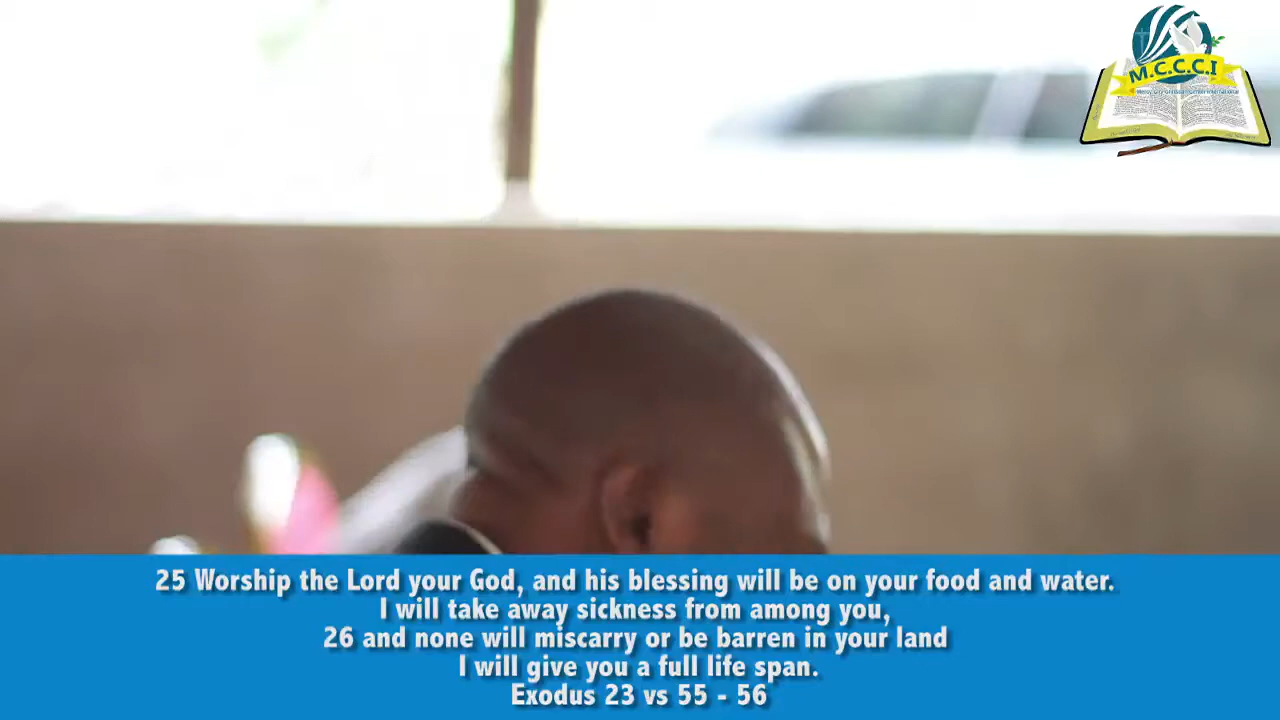 M.C.C.C.I
25 Worship the Lord your God, and his blessing will be on your food and water.
I will take away sickness from among you,
26 and none will miscarry or be barren in your land
I will give you a full life span.
Exodus 23 vs 55 - 56